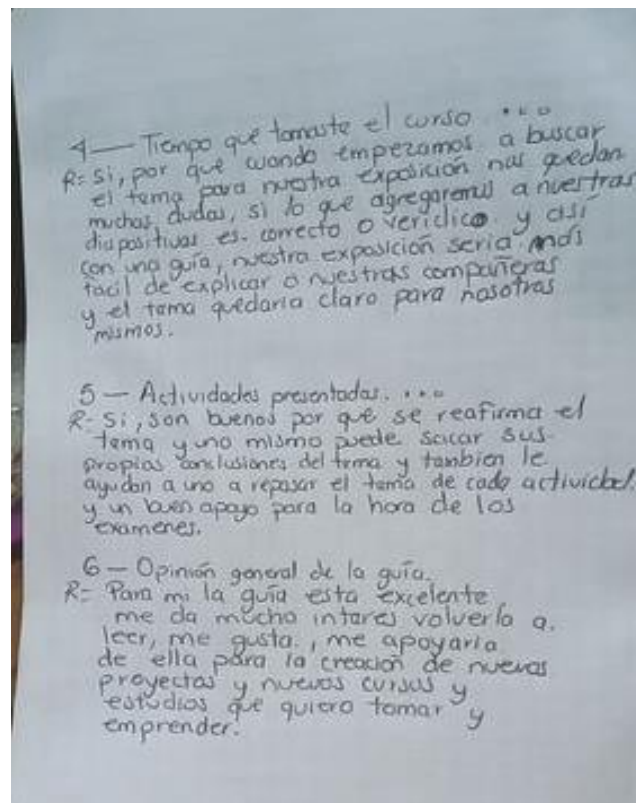 4 — Tiempo que tomaste el curso ...
R= Si, por que cuando empezamos a buscar
el tema para nuestra exposición nos quedan
muchas dudas, si lo que agregaremos a nuestras
diapositivas es. correcto o veridico y así
con una guía, nuestra exposición seria más
facil de explicar a nuestras compañeras
y el tema quedaria claro para nosotras
mismos.
5 — Actividades presentadas. ...
R- Si, son buenos por que se reafirma el
tema y uno mismo puede sacar sus
propias conclusiones del tema y tambien le
ayudan a uno a repasar el tema de cada actividad.
y un buen apoyo para la hora de los
examenes.
6 — Opinión general de la guía.
R= Para mi la guía esta excelente
me da mucho interes volverla a.
leer, me gusta., me apoyaria
de ella para la creación de nuevos
proyectos y nuevos cursos y
estudios que quiero tomar y
emprender.